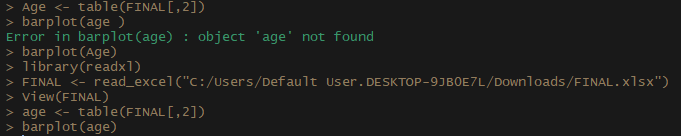 > Age <- table(FINAL[,2])
> barplot(age )
Error in barplot(age) : object 'age' not found
> barplot(Age)
> library(readxl)
> FINAL <- read_excel("C:/Users/Default User.DESKTOP-9JB0E7L/Downloads/FINAL.xlsx")
> View(FINAL)
> age <- table(FINAL[,2])
> barplot(age)